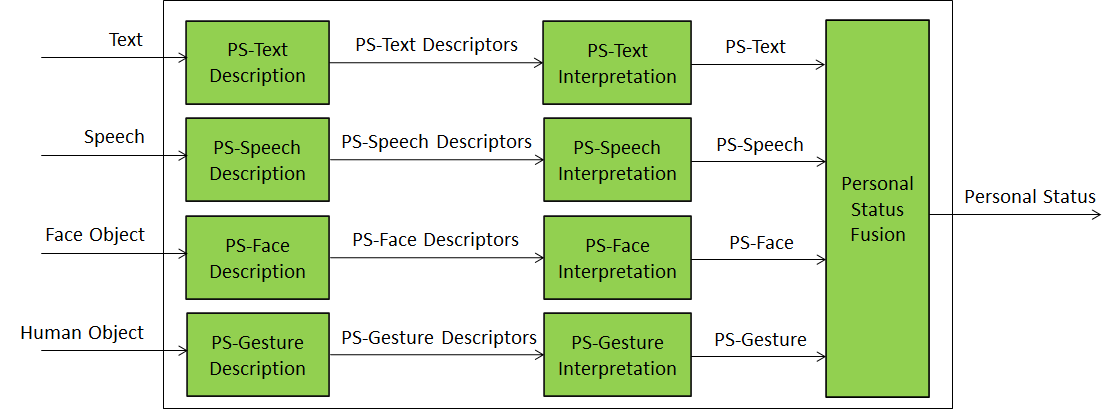 Text
PS-Text
Description
PS-Text Descriptors
PS-Text
Interpretation
PS-Text
Speech
PS-Speech
Description
PS-Speech Descriptors
PS-Speech
Interpretation
PS-Speech
Face Object
PS-Face
Description
PS-Face Descriptors
PS-Face
Interpretation
PS-Face
Human Object
PS-Gesture
Description
PS-Gesture Descriptors
PS-Gesture
Interpretation
PS-Gesture
Personal
Status
Fusion
Personal Status